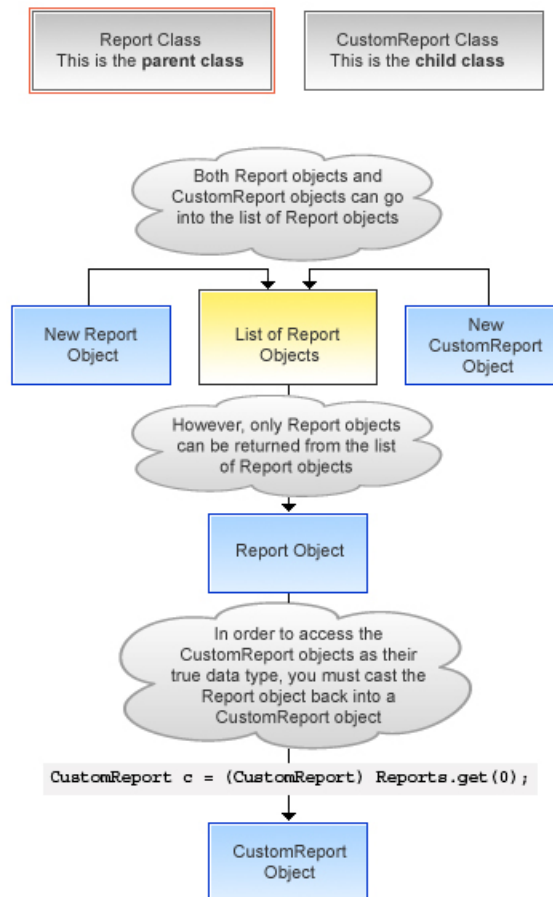 Report Class
This is the parent class
CustomReport Class
This is the child class
Both Report objects and
CustomReport objects can go
into the list of Report objects
New Report
Object
List of Report
Objects
New
CustomReport
Object
However, only Report objects
can be returned from the list
of Report objects
Report Object
In order to access the
CustomReport objects as their
true data type, you must cast the
Report object back into a
CustomReport object
CustomReport c = (CustomReport) Reports.get(0);
CustomReport
Object